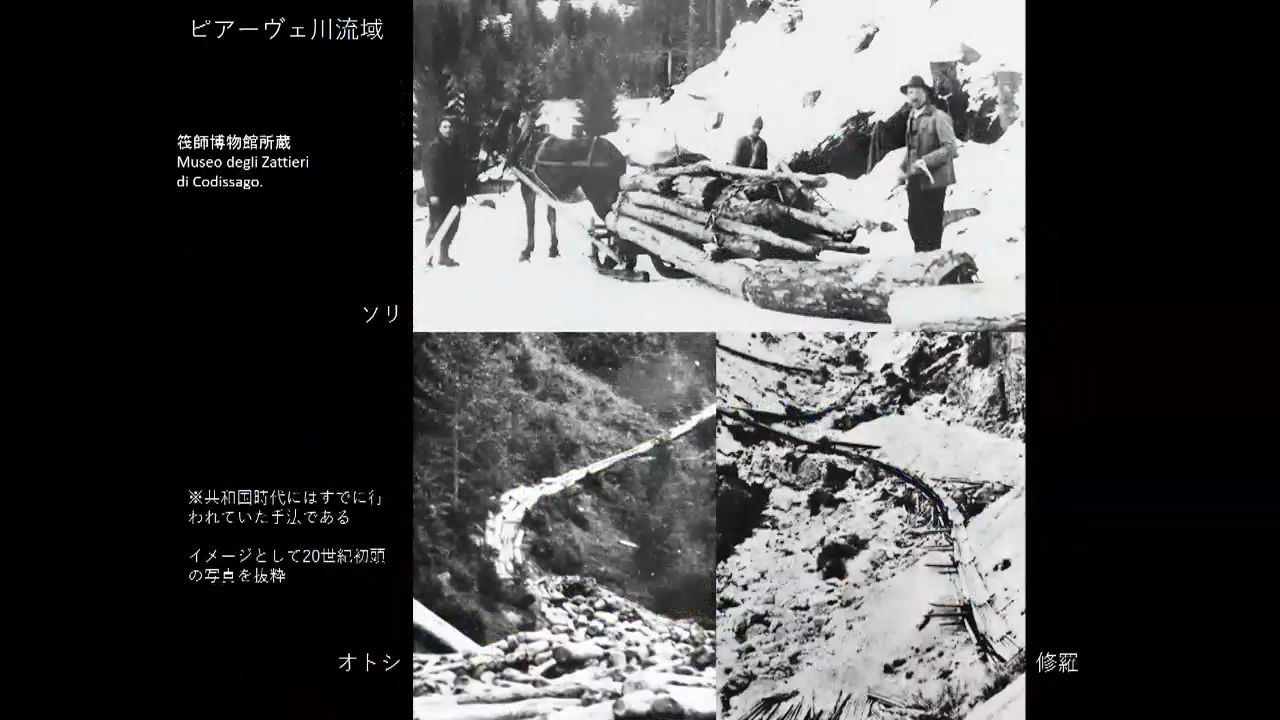 ピアーヴェ川流域
筏師博物館所蔵
Museo degli Zattieri
di Codissago.
ソリ
※共和国時代にはすでに行
われていた手法である
イメージとして20世紀初頭
の写真を抜粋
オトシ
修羅